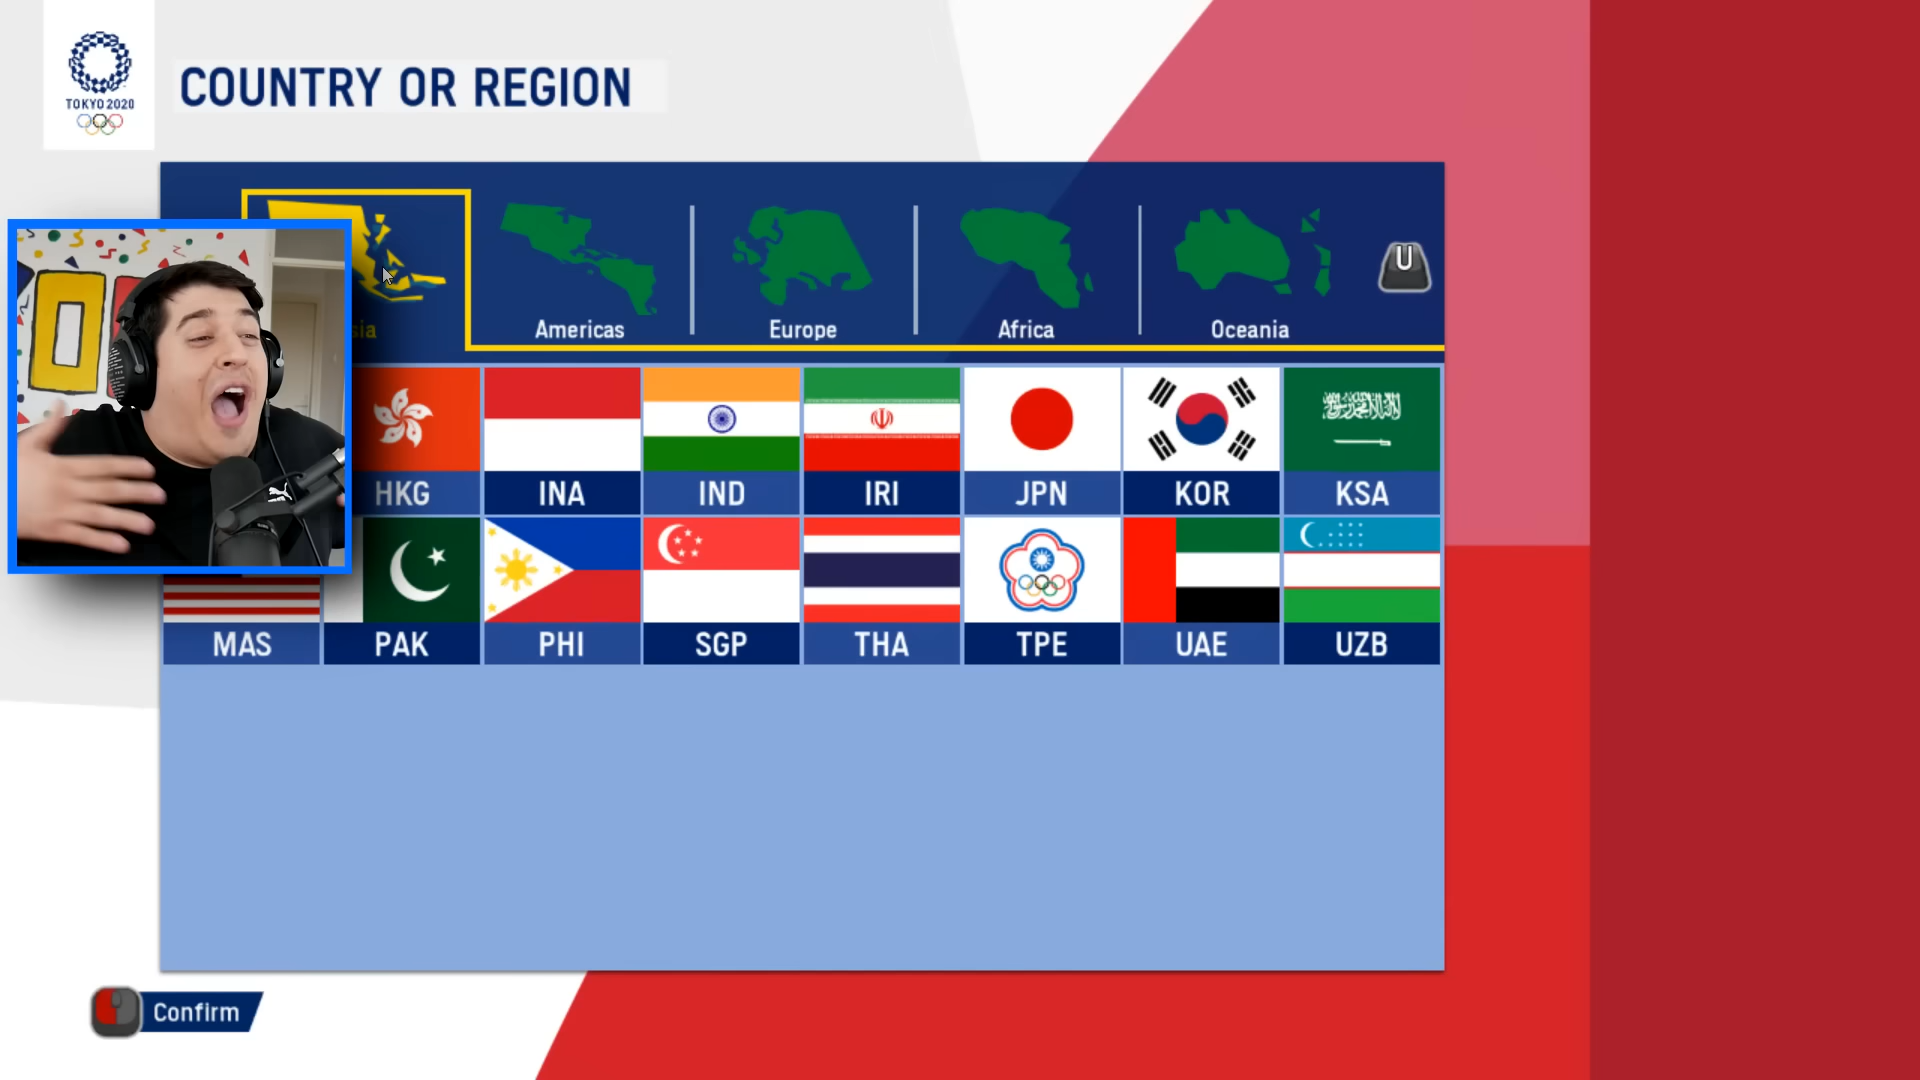 TOKYO 2020
COUNTRY OR REGION
sia
Americas
Europe
Africa
Oceania
U
HKG
INA
IND
IRI
JPN
KOR
KSA
MAS
PAK
PHI
SGP
THA
TPE
UAE
UZB
Confirm